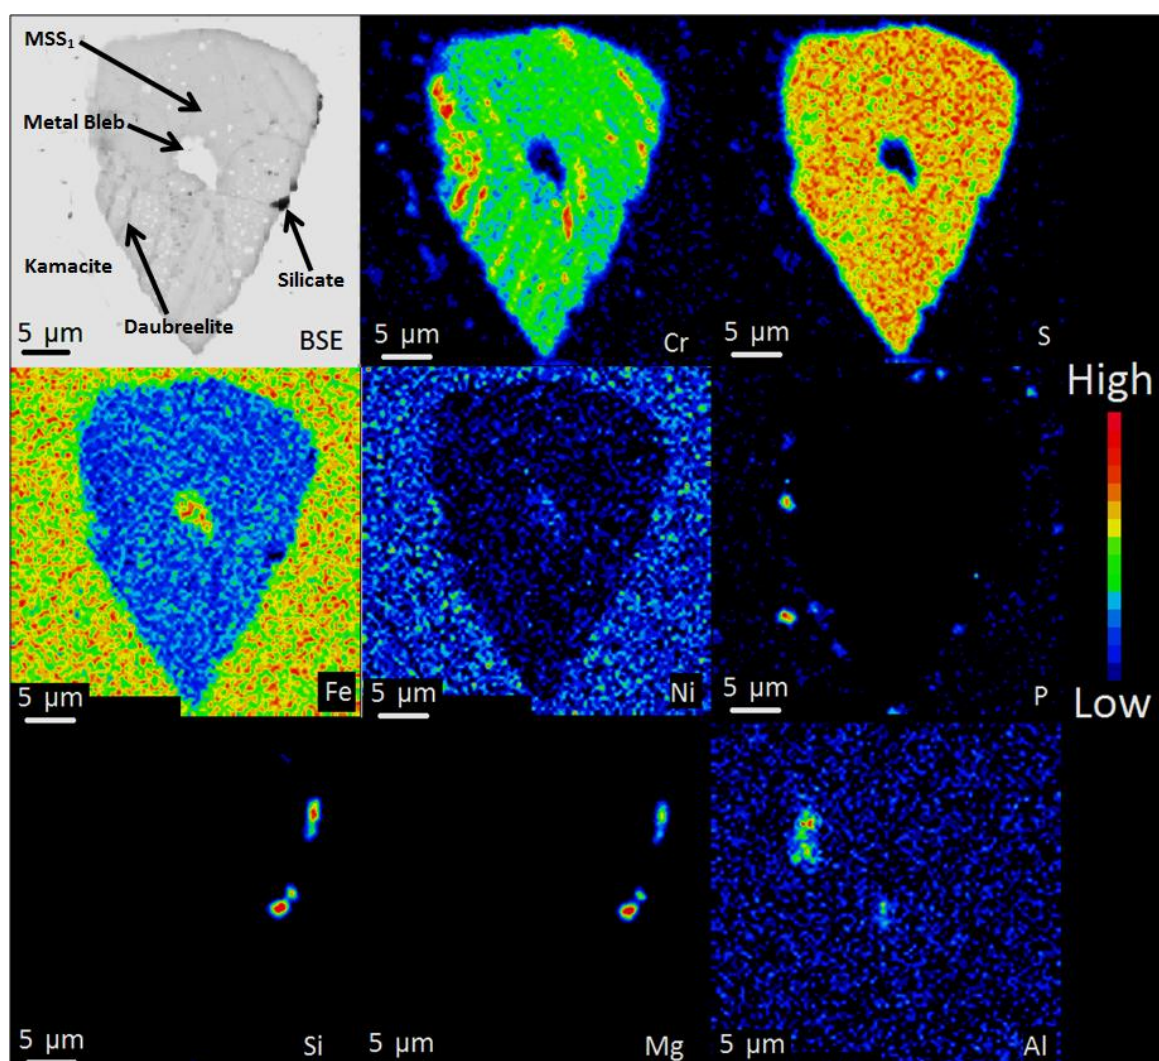 MSS₁
Metal Bleb
Kamacite
Silicate
Daubreelite
5 µm
BSE
5 µm
Cr
5 µm
S
High
Low
5 µm
Fe
5 µm
Ni
5 µm
P
5 µm
Si
5 µm
Mg
5 µm
Al